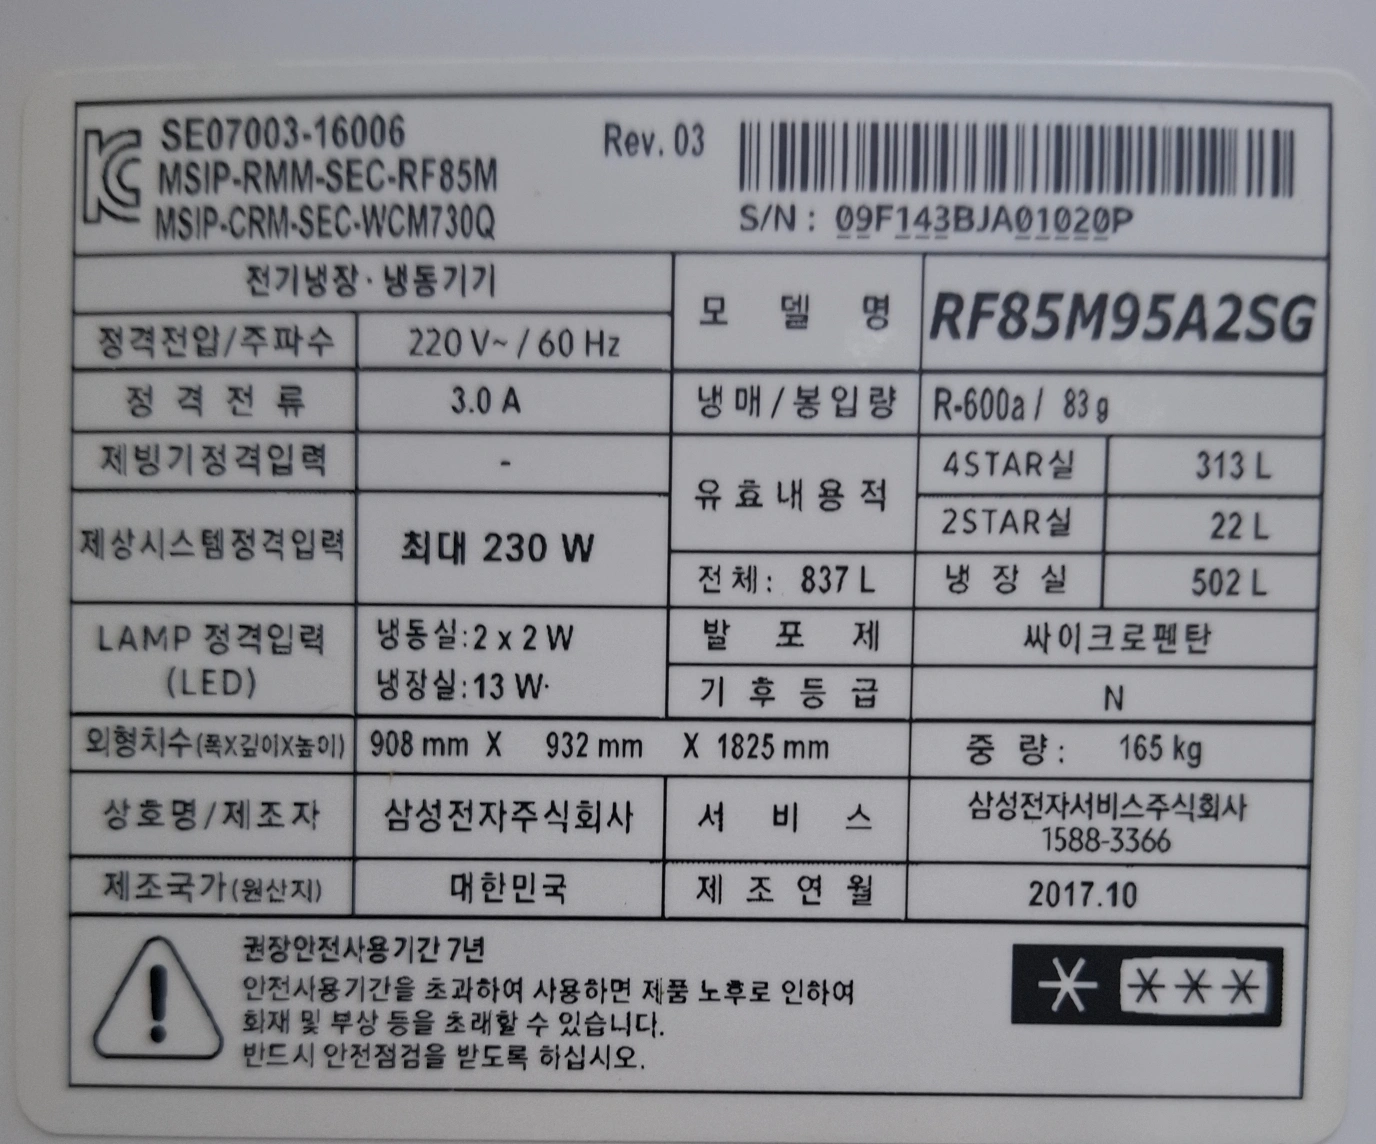 SE07003-16006
MSIP-RMM-SEC-RF85M
MSIP-CRM-SEC-WCM730Q
Rev. 03
S/N : 09F143BJA01020P
전기냉장·냉동기기
모 델 명 RF85M95A2SG
정격전압/주파수 220 V~ / 60 Hz
정 격 전 류 3.0 A
냉매/봉입량 R-600a / 83 g
제빙기정격입력 -
유효내용적 4STAR실 313 L
2STAR실 22 L
제상시스템정격입력 최대 230 W
전체: 837 L 냉 장 실 502 L
LAMP 정격입력 (LED)
냉동실:2 x 2 W
냉장실:13 W·
발 포 제 싸이크로펜탄
기 후 등 급 N
외형치수(폭X깊이X높이) 908 mm X 932 mm X 1825 mm 중 량 : 165 kg
상호명/제조자 삼성전자주식회사
서 비 스 삼성전자서비스주식회사
1588-3366
제조국가(원산지) 대한민국 제 조 연 월 2017.10
권장안전사용기간 7년
안전사용기간을 초과하여 사용하면 제품 노후로 인하여
화재 및 부상 등을 초래할 수 있습니다.
반드시 안전점검을 받도록 하십시오.